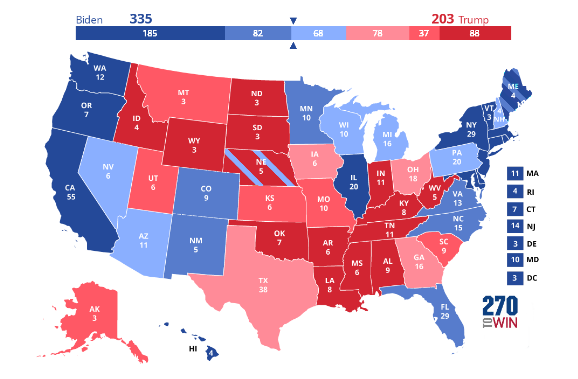 Biden 335 203 Trump
185 82 68 78 37 88
WA 12
OR 7
CA 55
NV 6
ID 4
MT 3
WY 3
UT 6
AZ 11
CO 9
NM 5
ND 3
SD 3
NE 5
KS 6
OK 7
TX 38
MN 10
IA 6
MO 10
AR 6
LA 8
WI 10
IL 20
MI 16
IN 11
OH 18
KY 8
TN 11
MS 6
AL 9
GA 16
FL 29
SC 9
NC 15
VA 13
WV 5
PA 20
NY 29
VT 3
NH 4
ME 4
11 MA
4 RI
7 CT
14 NJ
3 DE
10 MD
3 DC
AK 3
HI 4
270
TO WIN